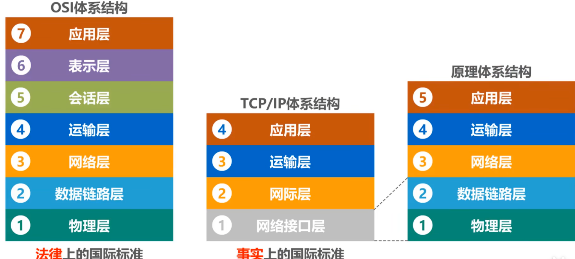 OSI体系结构
7 应用层
6 表示层
5 会话层
4 运输层
3 网络层
2 数据链路层
1 物理层
法律上的国际标准
TCP/IP体系结构
4 应用层
3 运输层
2 网际层
1 网络接口层
事实上的国际标准
原理体系结构
5 应用层
4 运输层
3 网络层
2 数据链路层
1 物理层